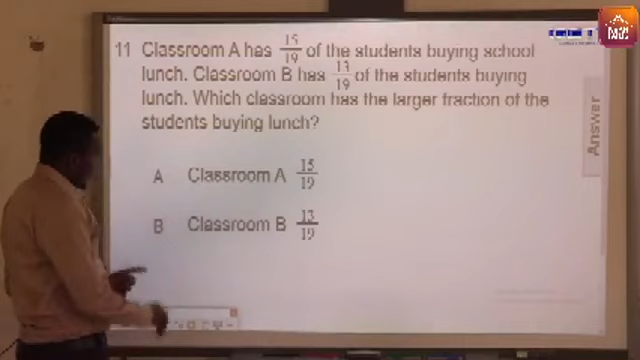 11 Classroom A has 15/19 of the students buying school
lunch. Classroom B has 13/19 of the students buying
lunch. Which classroom has the larger fraction of the
students buying lunch?
A Classroom A 15/19
B Classroom B 13/19
Answer